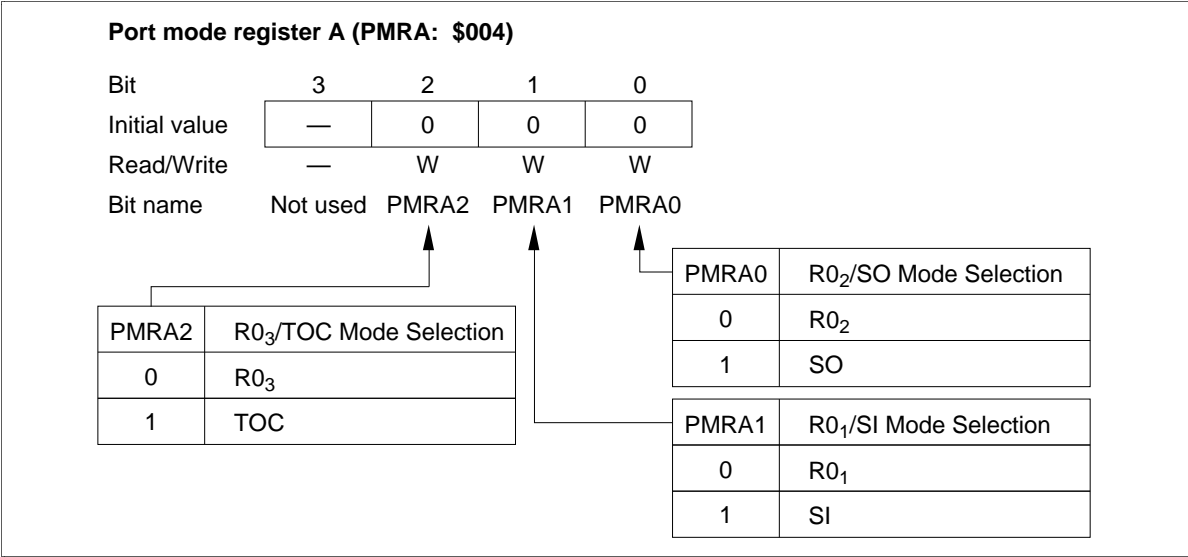 Port mode register A (PMRA: $004)
Bit 3 2 1 0
Initial value — 0 0 0
Read/Write — W W W
Bit name Not used PMRA2 PMRA1 PMRA0
PMRA2 R0₃/TOC Mode Selection
0 R0₃
1 TOC
PMRA0 R0₂/SO Mode Selection
0 R0₂
1 SO
PMRA1 R0₁/SI Mode Selection
0 R0₁
1 SI